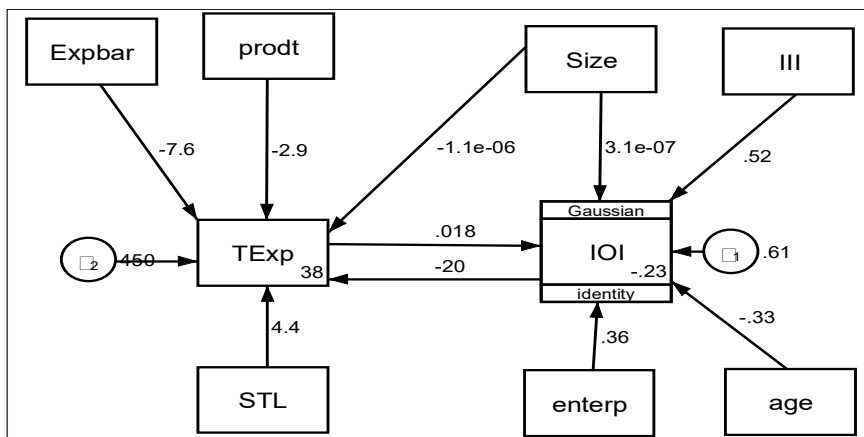 Expbar
prodt
Size
III
-7.6
-2.9
-1.1e-06
3.1e-07
.52
Gaussian
TExp
38
.018
-20
IOI
-.23
identity
□₂
450
□₁
.61
4.4
.36
-.33
STL
enterp
age